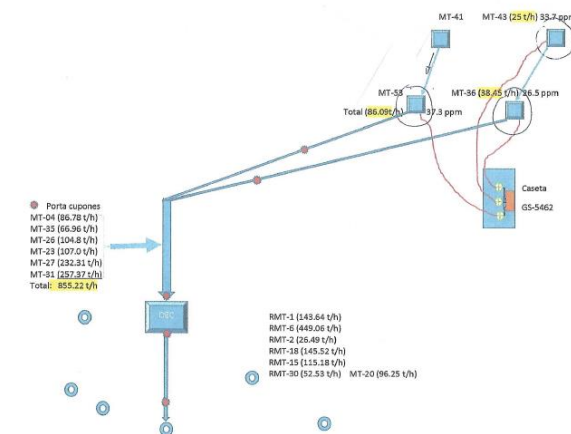 MT-41
MT-43 (25 t/h) 33.7 ppm
MT-53
Total (86.09t/h) 37.3 ppm
MT-36 (38.45 t/h) 26.5 ppm
Caseta
GS-5462
Porta cupones
MT-04 (86.78 t/h)
MT-35 (66.96 t/h)
MT-26 (104.8 t/h)
MT-23 (107.0 t/h)
MT-27 (232.31 t/h)
MT-31 (257.37 t/h)
Total: 855.22 t/h
RMT-1 (143.64 t/h)
RMT-6 (449.06 t/h)
RMT-2 (26.49 t/h)
RMT-18 (145.52 t/h)
RMT-15 (115.18 t/h)
RMT-30 (52.53 t/h) MT-20 (96.25 t/h)